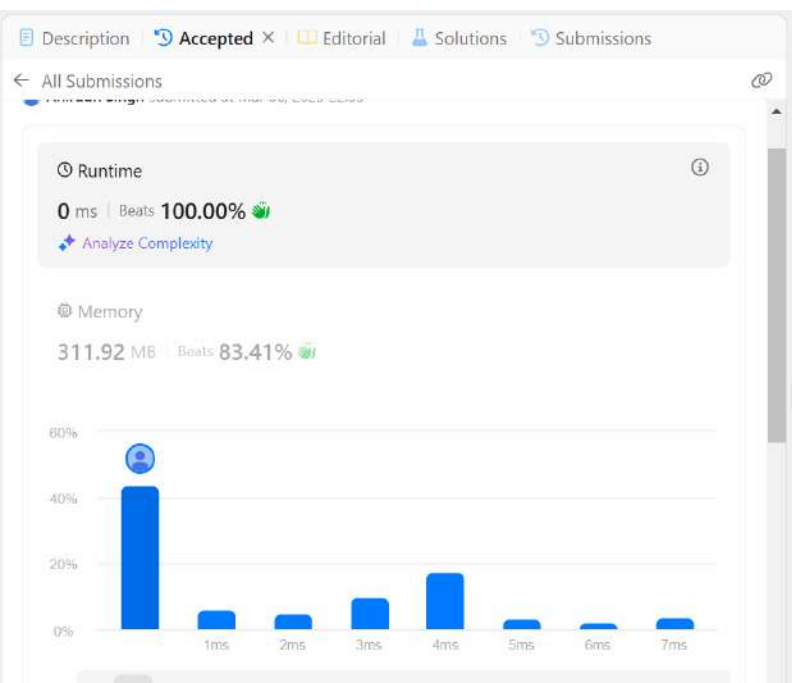 Description Accepted × Editorial Solutions Submissions
← All Submissions
Runtime
0 ms Beats 100.00%
Analyze Complexity
Memory
311.92 MB Beats 83.41%
60%
40%
20%
0%
1ms 2ms 3ms 4ms 5ms 6ms 7ms